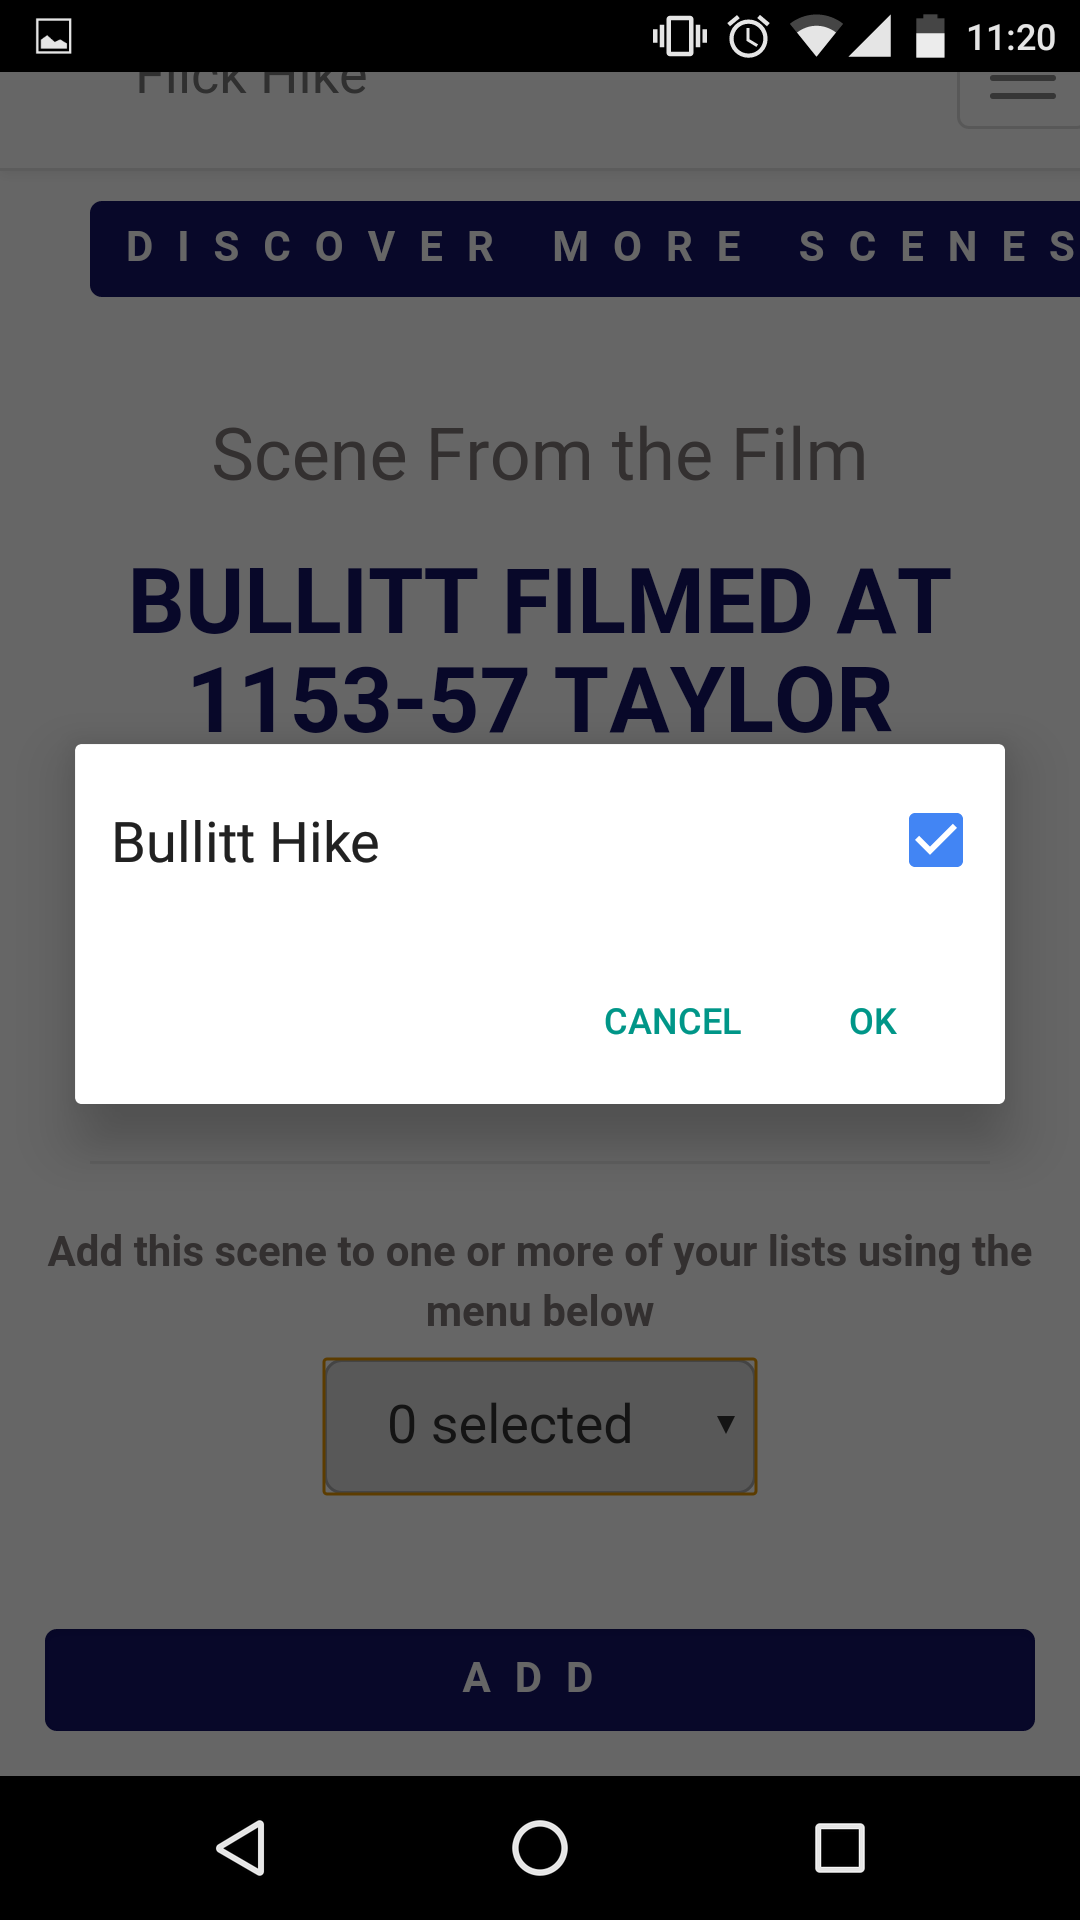 11:20
Flick Hike
DISCOVER MORE SCENES
Scene From the Film
BULLITT FILMED AT
1153-57 TAYLOR
Bullitt Hike
CANCEL OK
Add this scene to one or more of your lists using the
menu below
0 selected
ADD